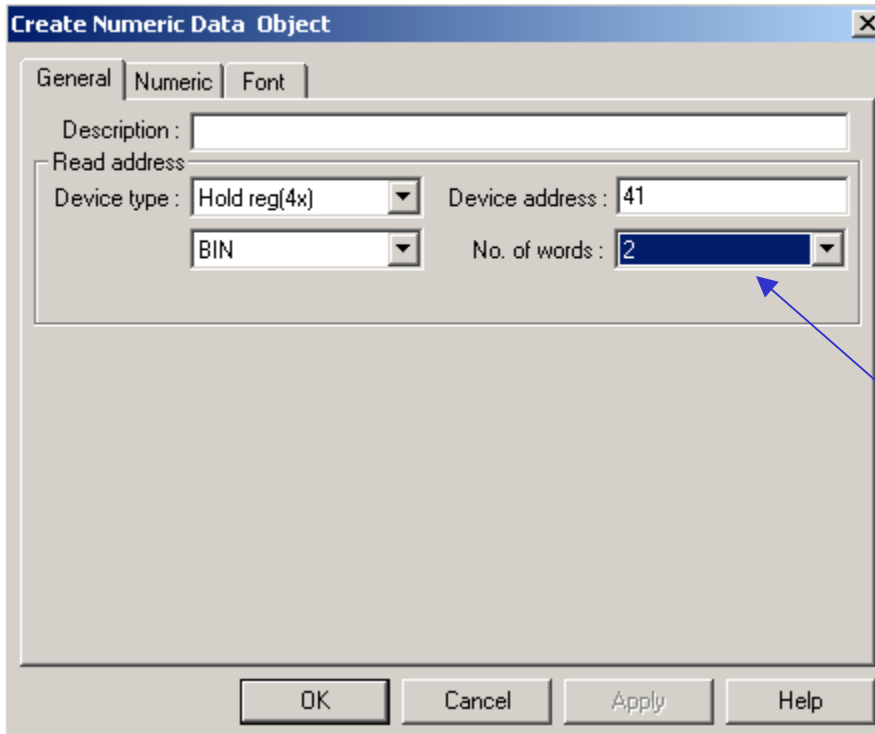 Create Numeric Data Object
General Numeric Font
Description :
Read address
Device type : Hold reg(4x) Device address : 41
BIN No. of words : 2
OK Cancel Apply Help